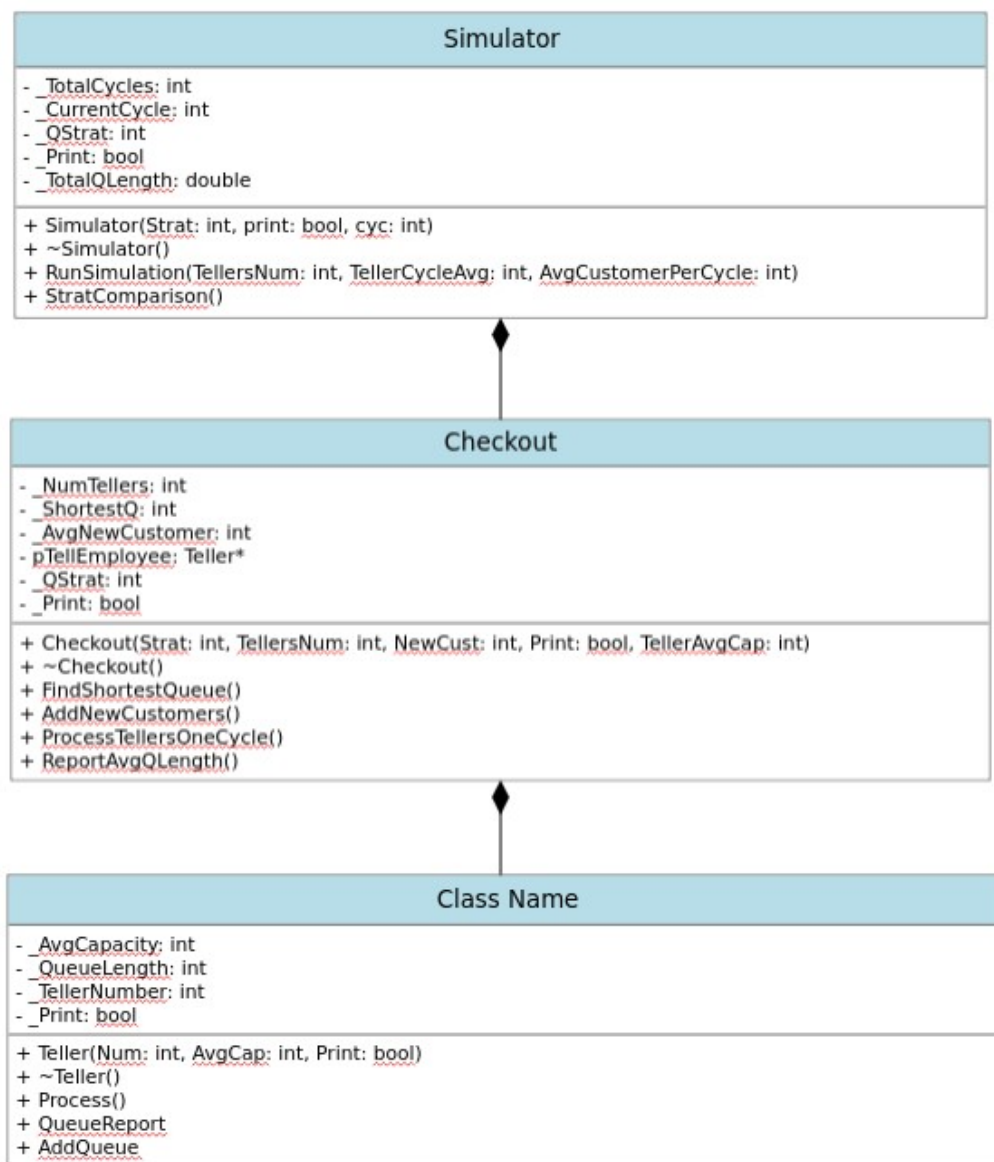 Simulator
- _TotalCycles: int
- _CurrentCycle: int
- _QStrat: int
- _Print: bool
- _TotalQLength: double
+ Simulator(Strat: int, print: bool, cyc: int)
+ ~Simulator()
+ RunSimulation(TellersNum: int, TellerCycleAvg: int, AvgCustomerPerCycle: int)
+ StratComparison()
Checkout
- _NumTellers: int
- _ShortestQ: int
- _AvgNewCustomer: int
- pTellEmployee: Teller*
- _QStrat: int
- _Print: bool
+ Checkout(Strat: int, TellersNum: int, NewCust: int, Print: bool, TellerAvgCap: int)
+ ~Checkout()
+ FindShortestQueue()
+ AddNewCustomers()
+ ProcessTellersOneCycle()
+ ReportAvgQLength()
Class Name
- _AvgCapacity: int
- _QueueLength: int
- _TellerNumber: int
- _Print: bool
+ Teller(Num: int, AvgCap: int, Print: bool)
+ ~Teller()
+ Process()
+ QueueReport
+ AddQueue